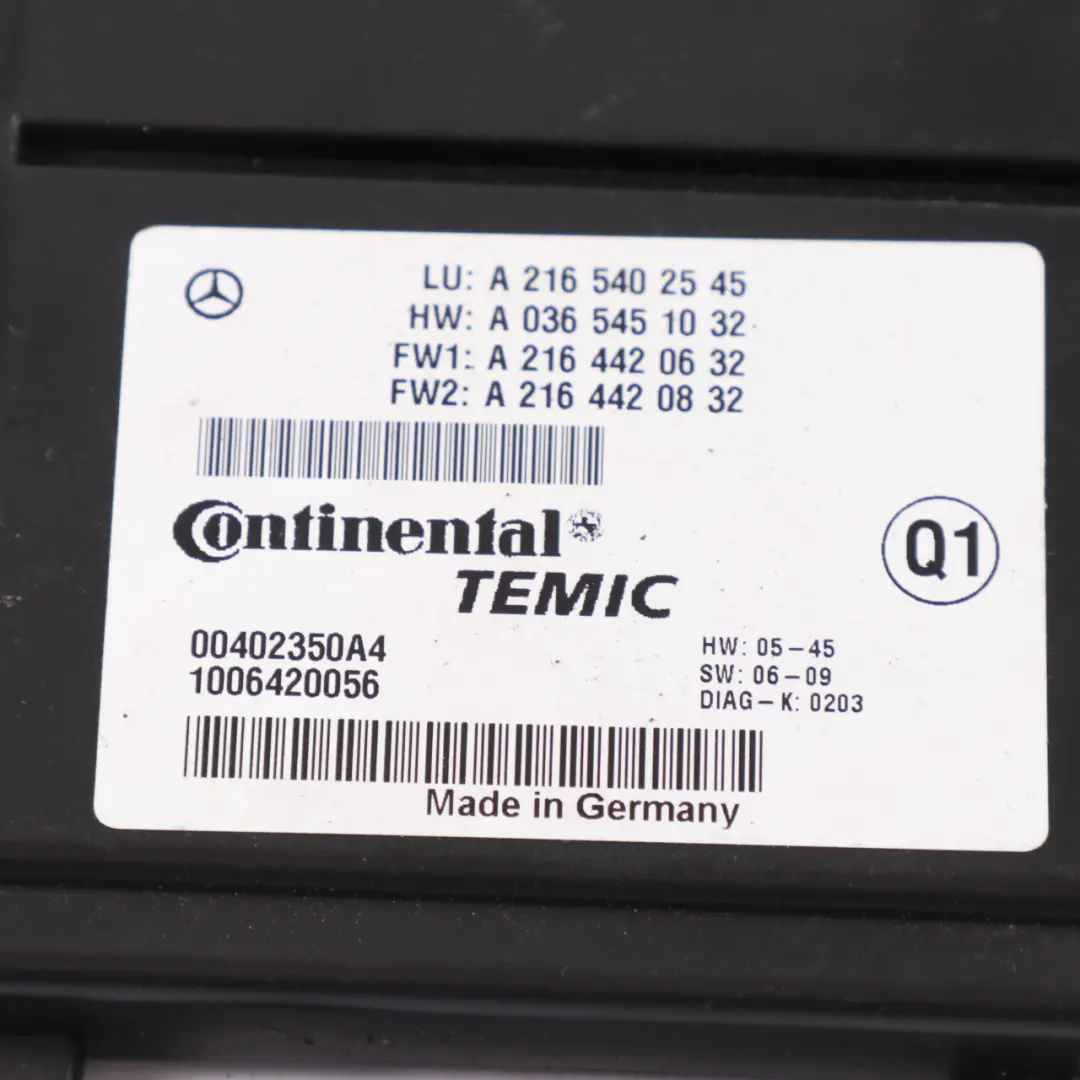 LU: A 216 540 25 45
HW: A 036 545 10 32
FW1: A 216 442 06 32
FW2: A 216 442 08 32
Continental
TEMIC
Q1
00402350A4
1006420056
HW: 05-45
SW: 06-09
DIAG-K: 0203
Made in Germany